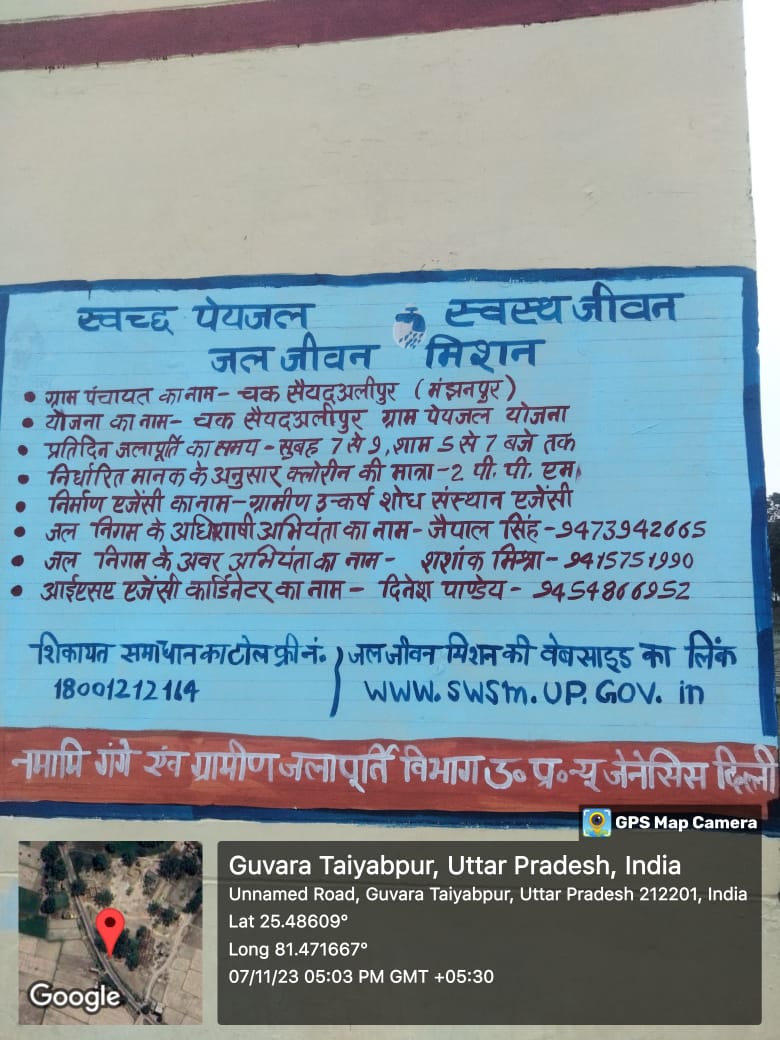 स्वच्छ पेयजल स्वस्थ जीवन
जल जीवन मिशन
• ग्राम पंचायत का नाम- चक सैयदअलीपुर (मंझनपुर)
• योजना का नाम- चक सैयदअलीपुर ग्राम पेयजल योजना
• प्रतिदिन जलापूर्ति का समय - सुबह 7 से 9, शाम 5 से 7 बजे तक
• निर्धारित मानक के अनुसार क्लोरीन की मात्रा-2 पी. पी. एम.
• निर्माण एजेंसी का नाम-ग्रामीण उत्कर्ष शोध संस्थान एजेंसी
• जल निगम के अधिशाषी अभियंता का नाम- जैपाल सिंह-9473942665
• जल निगम के अवर अभियंता का नाम- शशांक मिश्रा-9415751990
• आईएसए एजेंसी कार्डिनेटर का नाम - दिनेश पाण्डेय- 9454866952
शिकायत समाधान का टोल फ्री नं. ) जल जीवन मिशन की वेबसाइड का लिंक
18001212164 WWW.SWSm.UP.GOV.in
नमामि गंगे एंव ग्रामीण जलापूर्ति विभाग उ० प्र० न्यू जेनेसिस दिल्ली
GPS Map Camera
Guvara Taiyabpur, Uttar Pradesh, India
Unnamed Road, Guvara Taiyabpur, Uttar Pradesh 212201, India
Lat 25.48609°
Long 81.471667°
07/11/23 05:03 PM GMT +05:30
Google